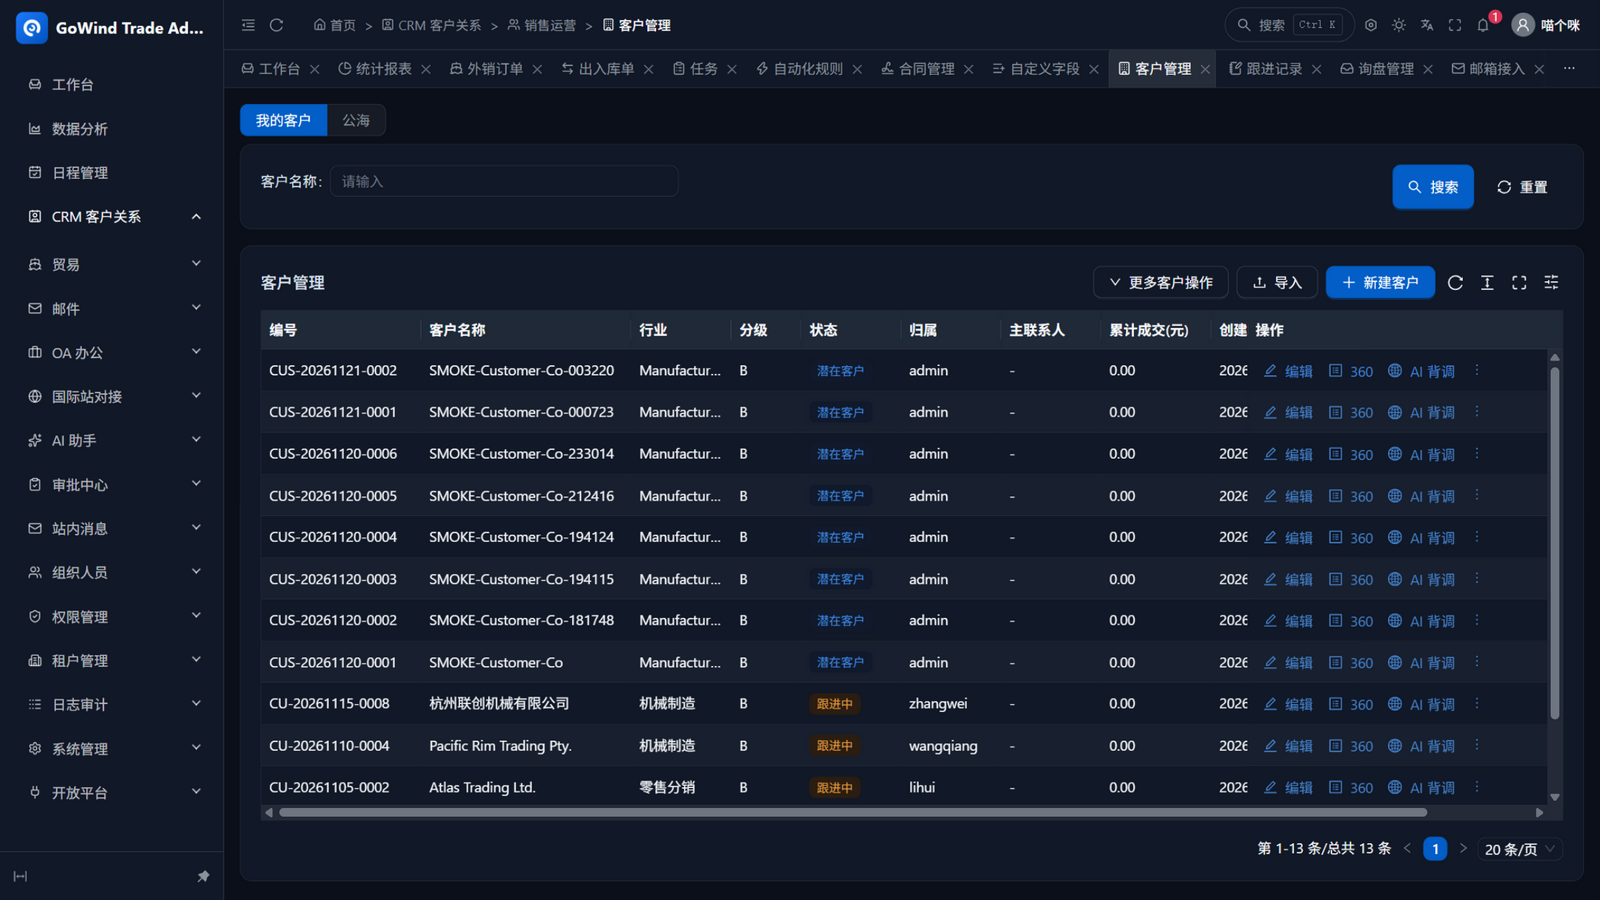 GoWind Trade Ad...
首页 > CRM 客户关系 > 销售运营 > 客户管理
搜索 Ctrl K
1
喵个咪
工作台
统计报表
外销订单
出入库单
任务
自动化规则
合同管理
自定义字段
客户管理
跟进记录
询盘管理
邮箱接入
工作台
数据分析
日程管理
CRM 客户关系
贸易
邮件
OA 办公
国际站对接
AI 助手
审批中心
站内消息
组织人员
权限管理
租户管理
日志审计
系统管理
开放平台
我的客户 公海
客户名称: 请输入
搜索 重置
客户管理
更多客户操作 导入 新建客户
编号 客户名称 行业 分级 状态 归属 主联系人 累计成交(元) 创建 操作
CUS-20261121-0002 SMOKE-Customer-Co-003220 Manufactur... B 潜在客户 admin - 0.00 2026 编辑 360 AI 背调
CUS-20261121-0001 SMOKE-Customer-Co-000723 Manufactur... B 潜在客户 admin - 0.00 2026 编辑 360 AI 背调
CUS-20261120-0006 SMOKE-Customer-Co-233014 Manufactur... B 潜在客户 admin - 0.00 2026 编辑 360 AI 背调
CUS-20261120-0005 SMOKE-Customer-Co-212416 Manufactur... B 潜在客户 admin - 0.00 2026 编辑 360 AI 背调
CUS-20261120-0004 SMOKE-Customer-Co-194124 Manufactur... B 潜在客户 admin - 0.00 2026 编辑 360 AI 背调
CUS-20261120-0003 SMOKE-Customer-Co-194115 Manufactur... B 潜在客户 admin - 0.00 2026 编辑 360 AI 背调
CUS-20261120-0002 SMOKE-Customer-Co-181748 Manufactur... B 潜在客户 admin - 0.00 2026 编辑 360 AI 背调
CUS-20261120-0001 SMOKE-Customer-Co Manufactur... B 潜在客户 admin - 0.00 2026 编辑 360 AI 背调
CU-20261115-0008 杭州联创机械有限公司 机械制造 B 跟进中 zhangwei - 0.00 2026 编辑 360 AI 背调
CU-20261110-0004 Pacific Rim Trading Pty. 机械制造 B 跟进中 wangqiang - 0.00 2026 编辑 360 AI 背调
CU-20261105-0002 Atlas Trading Ltd. 零售分销 B 跟进中 lihui - 0.00 2026 编辑 360 AI 背调
第 1-13 条/总共 13 条 < 1 > 20 条/页